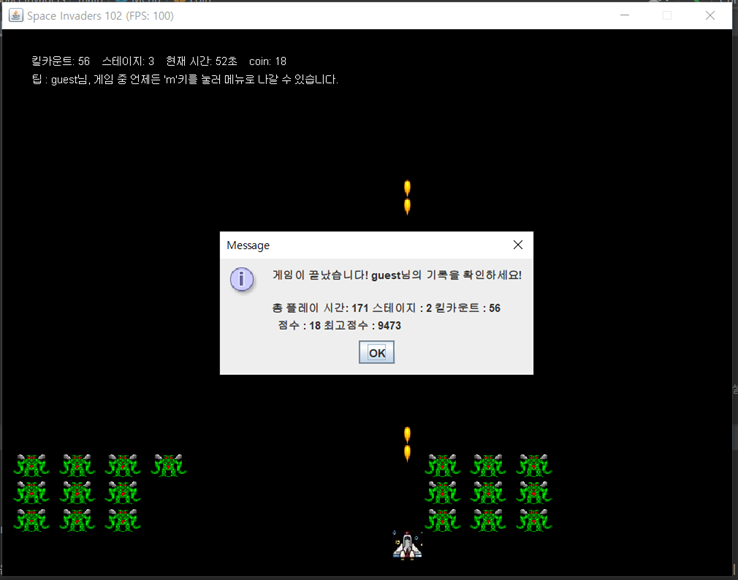 Space Invaders 102 (FPS: 100)
킬카운트: 56 스테이지: 3 현재 시간: 52초 coin: 18
팁 : guest님, 게임 중 언제든 'm'키를 눌러 메뉴로 나갈 수 있습니다.
Message
게임이 끝났습니다! guest님의 기록을 확인하세요!
총 플레이 시간: 171 스테이지 : 2 킬카운트 : 56
점수 : 18 최고점수 : 9473
OK